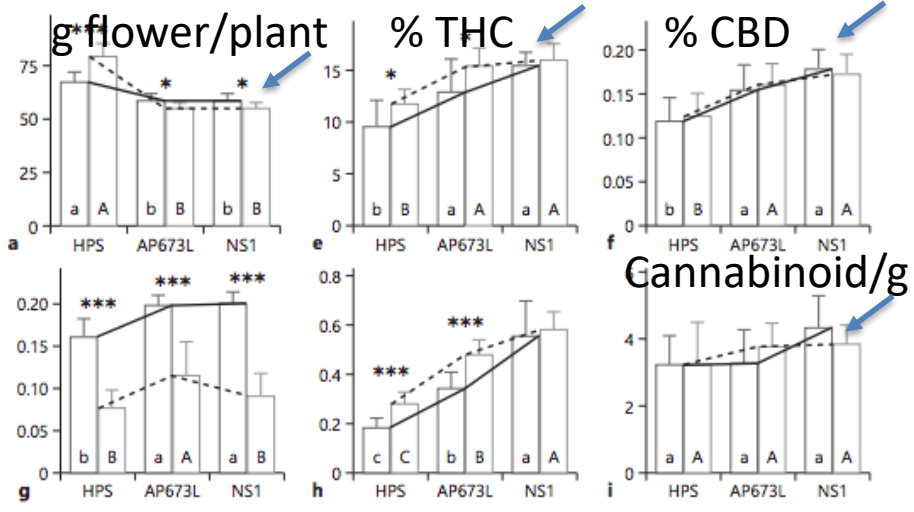 g flower/plant % THC % CBD
***
75
50
25
0
* *
a A b B b B
a HPS AP673L NS1
15
10
5
0
* *
b B a A a A
e HPS AP673L NS1
0.20
0.15
0.10
0.05
0
b B a A a A
f HPS AP673L NS1
0.20
0.15
0.10
0.05
0
*** *** ***
b B a A a B
g HPS AP673L NS1
0.8
0.6
0.4
0.2
0
*** ***
c C b B a A
h HPS AP673L NS1
Cannabinoid/g
4
2
0
a A a A a A
i HPS AP673L NS1